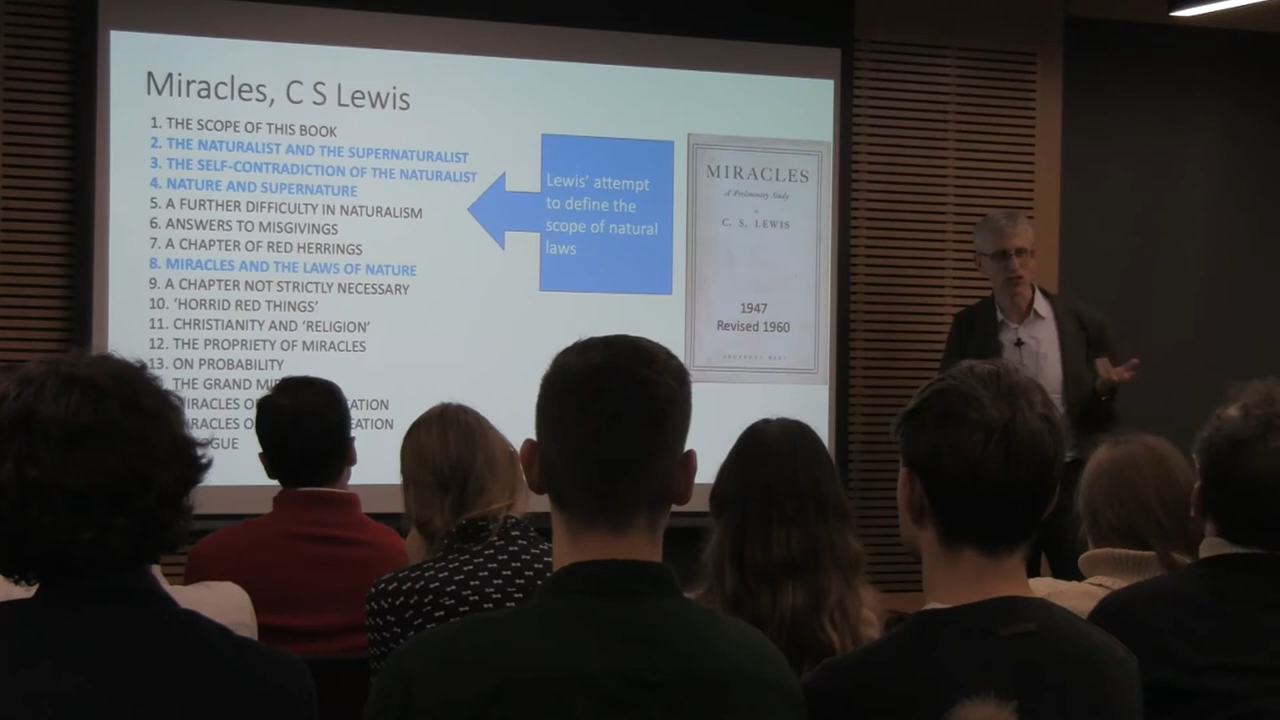 Miracles, C S Lewis
1. THE SCOPE OF THIS BOOK
2. THE NATURALIST AND THE SUPERNATURALIST
3. THE SELF-CONTRADICTION OF THE NATURALIST
4. NATURE AND SUPERNATURE
5. A FURTHER DIFFICULTY IN NATURALISM
6. ANSWERS TO MISGIVINGS
7. A CHAPTER OF RED HERRINGS
8. MIRACLES AND THE LAWS OF NATURE
9. A CHAPTER NOT STRICTLY NECESSARY
10. ‘HORRID RED THINGS’
11. CHRISTIANITY AND ‘RELIGION’
12. THE PROPRIETY OF MIRACLES
13. ON PROBABILITY
THE GRAND
Lewis’ attempt
to define the
scope of natural
laws
MIRACLES
A Preliminary Study
C. S. LEWIS
1947
Revised 1960